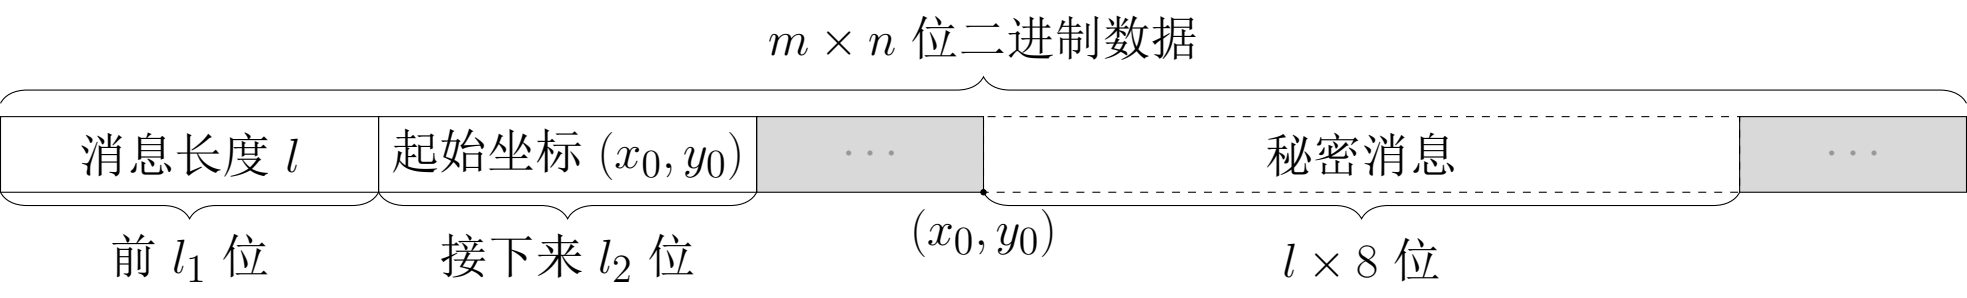 m × n 位二进制数据
消息长度 l 起始坐标 (x₀, y₀) ··· 秘密消息 ···
(x₀, y₀)
前 l₁ 位 接下来 l₂ 位 l × 8 位